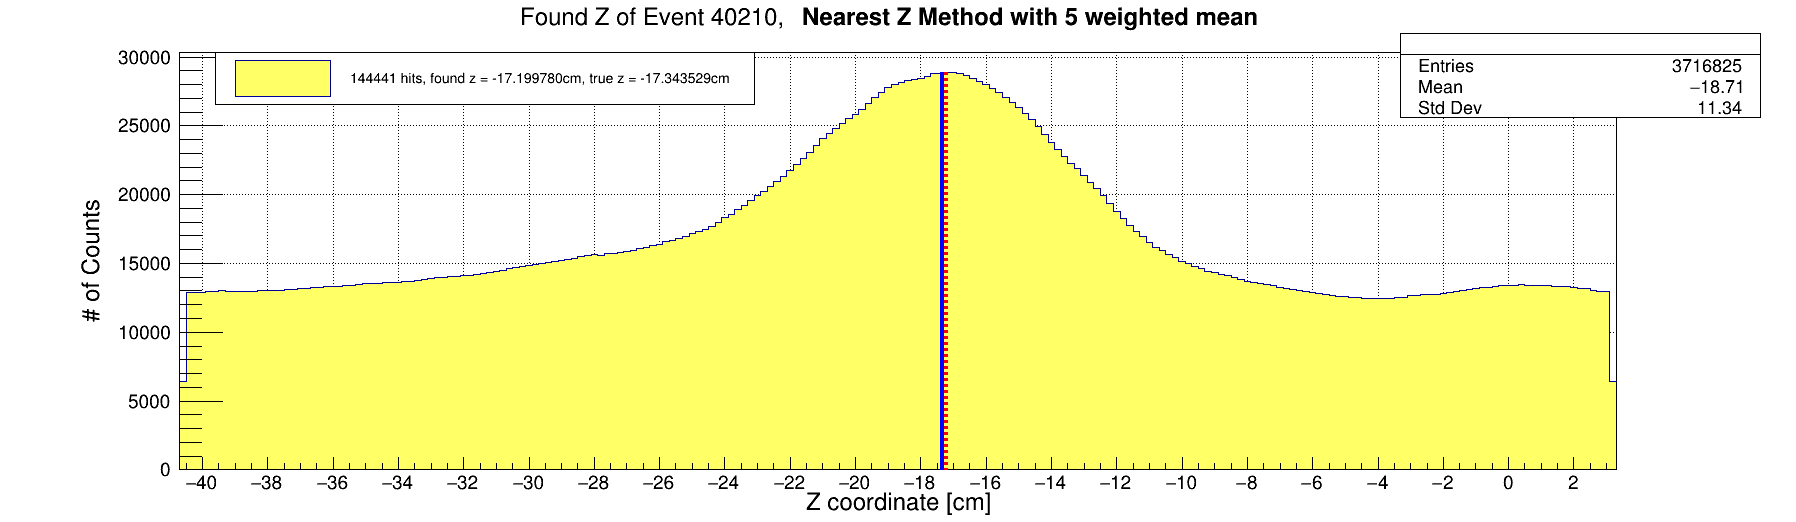 Found Z of Event 40210, Nearest Z Method with 5 weighted mean
144441 hits, found z = -17.199780cm, true z = -17.343529cm
Entries 3716825
Mean −18.71
Std Dev 11.34
30000
25000
20000
15000
10000
5000
0
# of Counts
−40 −38 −36 −34 −32 −30 −28 −26 −24 −22 −20 −18 −16 −14 −12 −10 −8 −6 −4 −2 0 2
Z coordinate [cm]